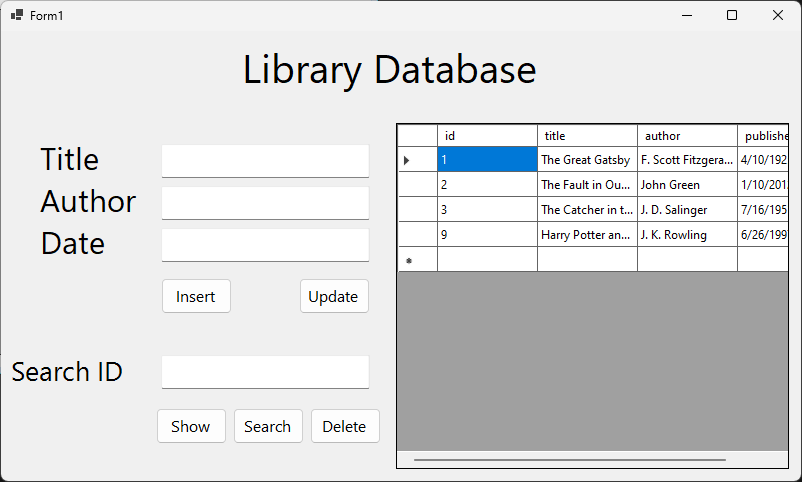 Form1
Library Database
Title
Author
Date
Insert Update
Search ID
Show Search Delete
id title author publishe
1 The Great Gatsby F. Scott Fitzgera... 4/10/192
2 The Fault in Ou... John Green 1/10/201
3 The Catcher in t... J. D. Salinger 7/16/195
9 Harry Potter an... J. K. Rowling 6/26/199